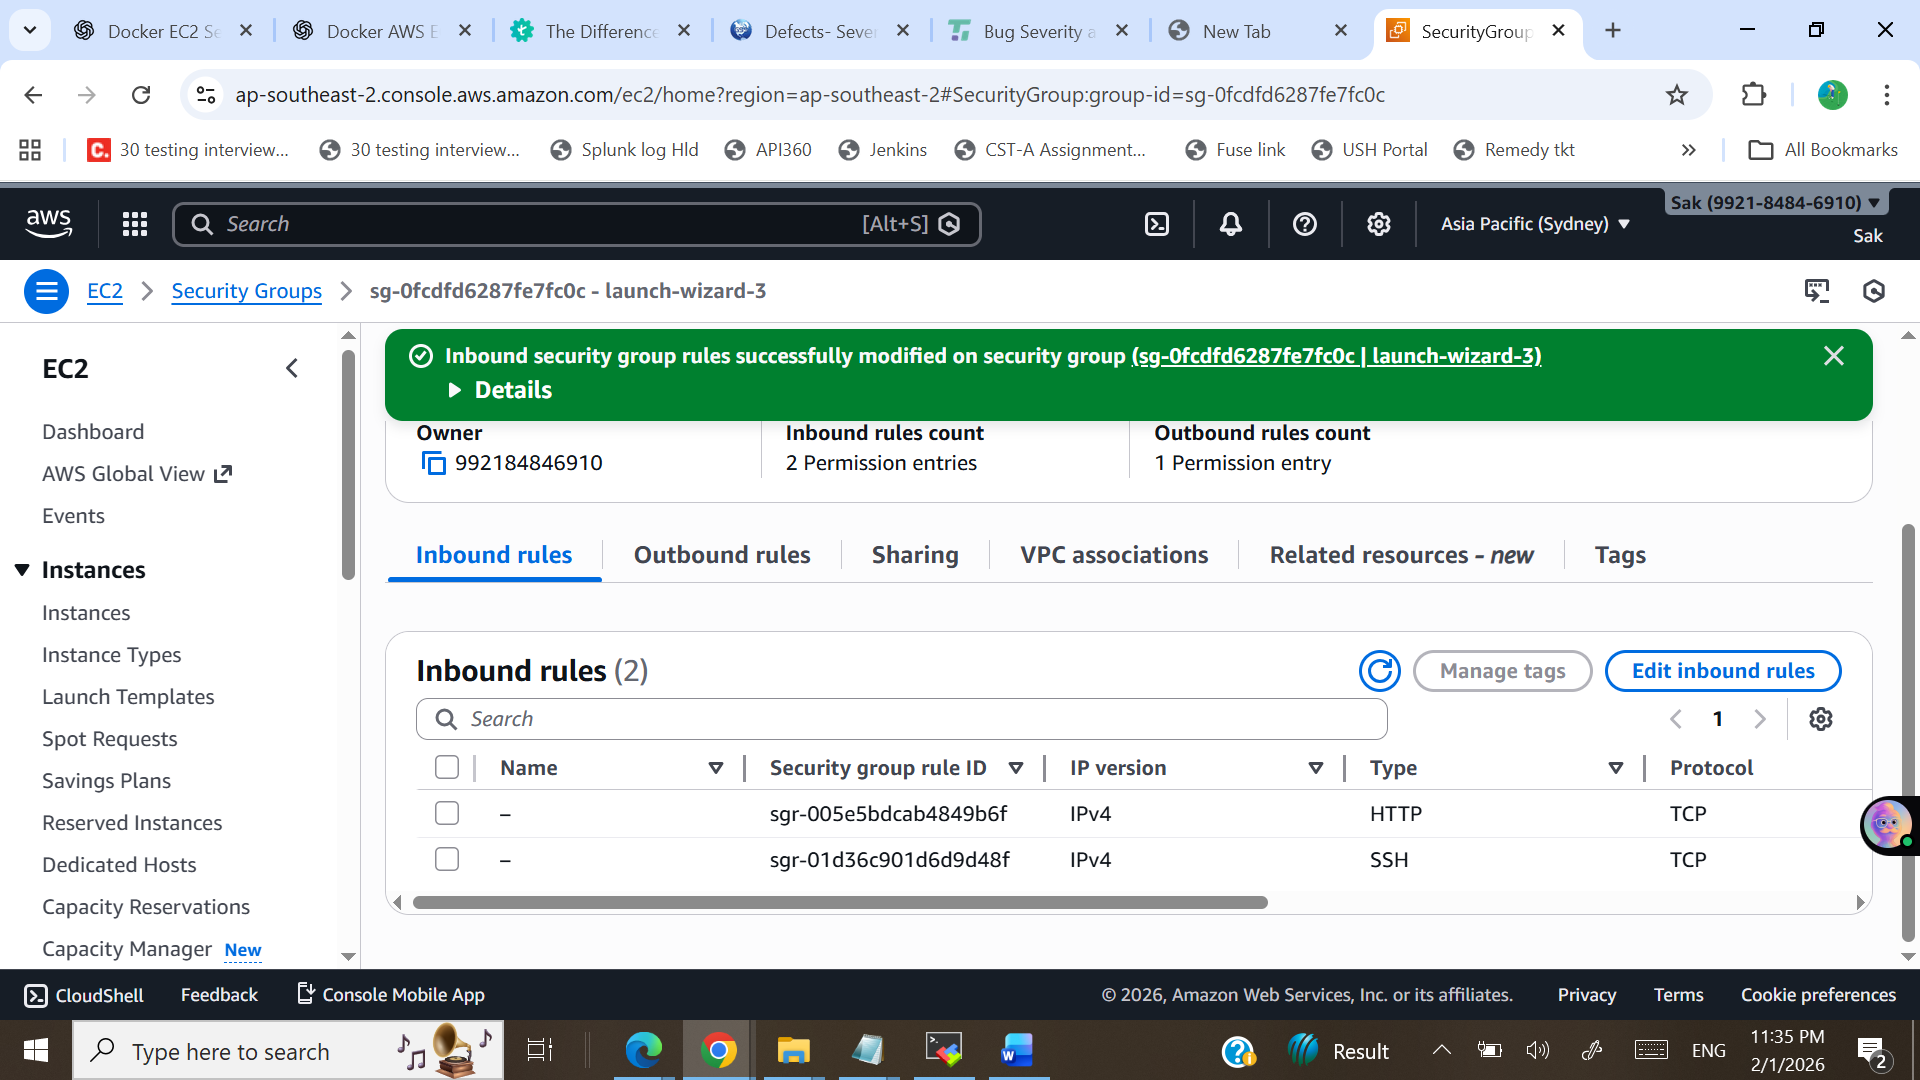 Docker EC2 Se
Docker AWS E
The Difference
Defects- Sever
Bug Severity a
New Tab
SecurityGroup
ap-southeast-2.console.aws.amazon.com/ec2/home?region=ap-southeast-2#SecurityGroup:group-id=sg-0fcdfd6287fe7fc0c
C. 30 testing interview...
30 testing interview...
Splunk log Hld
API360
Jenkins
CST-A Assignment...
Fuse link
USH Portal
Remedy tkt
»
All Bookmarks
aws
Search
[Alt+S]
Asia Pacific (Sydney) ▼
Sak (9921-8484-6910) ▼
Sak
EC2
Security Groups
sg-0fcdfd6287fe7fc0c - launch-wizard-3
EC2
Dashboard
AWS Global View
Events
Instances
Instances
Instance Types
Launch Templates
Spot Requests
Savings Plans
Reserved Instances
Dedicated Hosts
Capacity Reservations
Capacity Manager New
Inbound security group rules successfully modified on security group (sg-0fcdfd6287fe7fc0c | launch-wizard-3)
Details
Owner
992184846910
Inbound rules count
2 Permission entries
Outbound rules count
1 Permission entry
Inbound rules
Outbound rules
Sharing
VPC associations
Related resources - new
Tags
Inbound rules (2)
Manage tags
Edit inbound rules
Search
1
Name
Security group rule ID
IP version
Type
Protocol
– sgr-005e5bdcab4849b6f IPv4 HTTP TCP
– sgr-01d36c901d6d9d48f IPv4 SSH TCP
CloudShell
Feedback
Console Mobile App
© 2026, Amazon Web Services, Inc. or its affiliates.
Privacy
Terms
Cookie preferences
Type here to search
Result
ENG
11:35 PM
2/1/2026
2